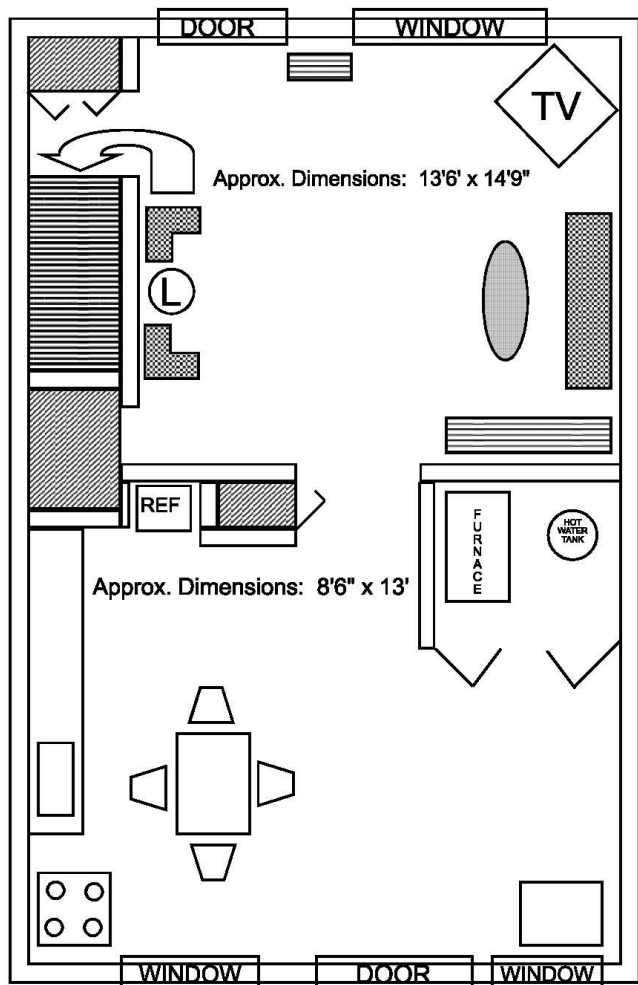 DOOR
WINDOW
TV
Approx. Dimensions: 13'6' x 14'9"
L
REF
FURNACE
HOT
WATER
TANK
Approx. Dimensions: 8'6" x 13'
WINDOW
DOOR
WINDOW